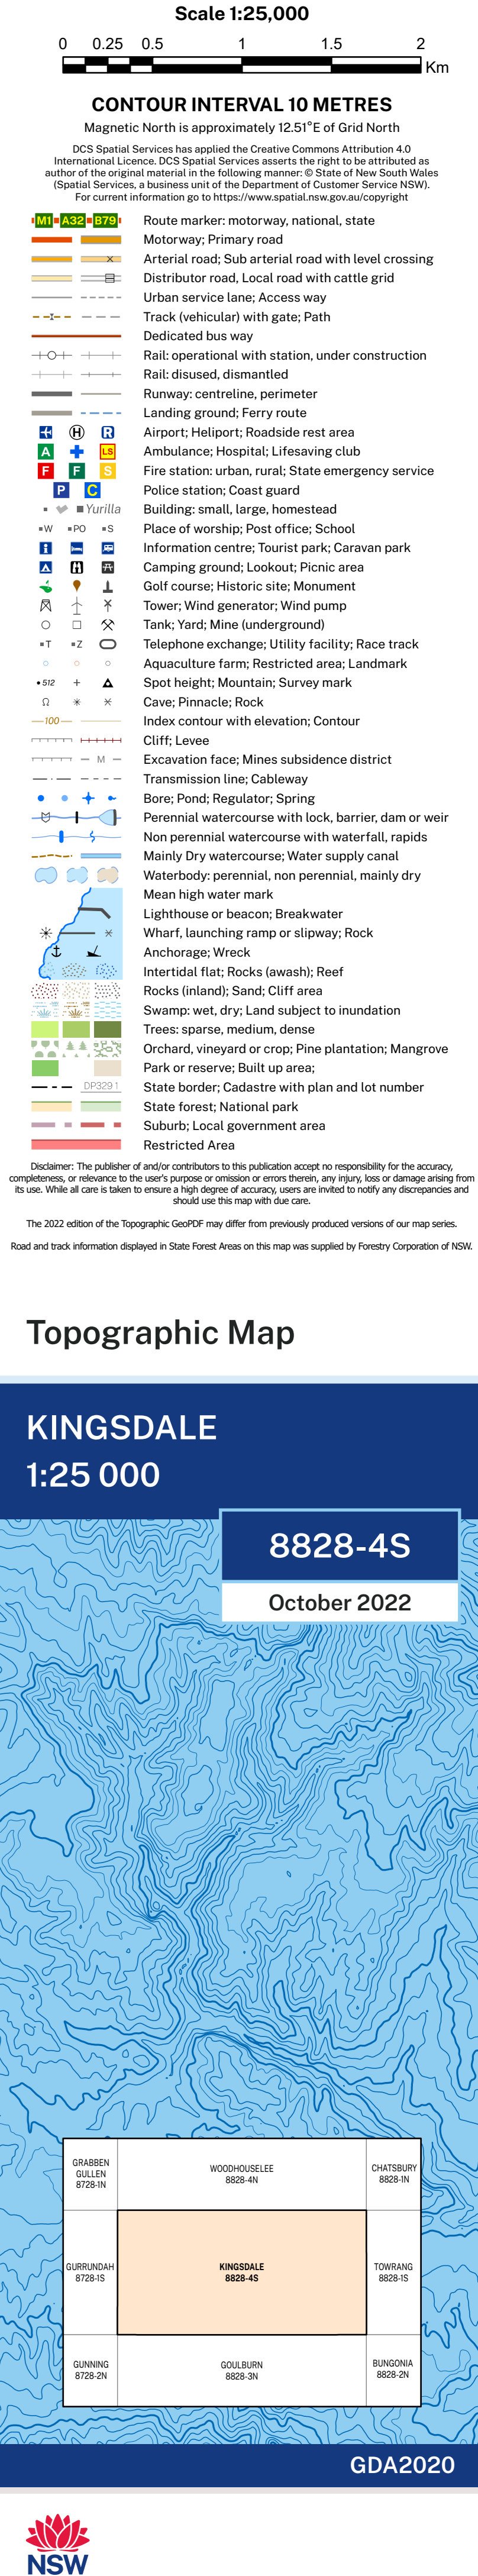 Scale 1:25,000
0 0.25 0.5 1 1.5 2
Km
CONTOUR INTERVAL 10 METRES
Magnetic North is approximately 12.51°E of Grid North
DCS Spatial Services has applied the Creative Commons Attribution 4.0
International Licence. DCS Spatial Services asserts the right to be attributed as
author of the original material in the following manner: © State of New South Wales
(Spatial Services, a business unit of the Department of Customer Service NSW).
For current information go to https://www.spatial.nsw.gov.au/copyright
M1 A32 B79 Route marker: motorway, national, state
Motorway; Primary road
Arterial road; Sub arterial road with level crossing
Distributor road, Local road with cattle grid
Urban service lane; Access way
Track (vehicular) with gate; Path
Dedicated bus way
Rail: operational with station, under construction
Rail: disused, dismantled
Runway: centreline, perimeter
Landing ground; Ferry route
H R Airport; Heliport; Roadside rest area
A LS Ambulance; Hospital; Lifesaving club
F F S Fire station: urban, rural; State emergency service
P C Police station; Coast guard
Yurilla Building: small, large, homestead
W PO S Place of worship; Post office; School
Information centre; Tourist park; Caravan park
Camping ground; Lookout; Picnic area
Golf course; Historic site; Monument
Tower; Wind generator; Wind pump
Tank; Yard; Mine (underground)
T Z Telephone exchange; Utility facility; Race track
Aquaculture farm; Restricted area; Landmark
512 Spot height; Mountain; Survey mark
Cave; Pinnacle; Rock
100 Index contour with elevation; Contour
Cliff; Levee
M Excavation face; Mines subsidence district
Transmission line; Cableway
Bore; Pond; Regulator; Spring
Perennial watercourse with lock, barrier, dam or weir
Non perennial watercourse with waterfall, rapids
Mainly Dry watercourse; Water supply canal
Waterbody: perennial, non perennial, mainly dry
Mean high water mark
Lighthouse or beacon; Breakwater
Wharf, launching ramp or slipway; Rock
Anchorage; Wreck
Intertidal flat; Rocks (awash); Reef
Rocks (inland); Sand; Cliff area
Swamp: wet, dry; Land subject to inundation
Trees: sparse, medium, dense
Orchard, vineyard or crop; Pine plantation; Mangrove
Park or reserve; Built up area;
DP3291 State border; Cadastre with plan and lot number
State forest; National park
Suburb; Local government area
Restricted Area
Disclaimer: The publisher of and/or contributors to this publication accept no responsibility for the accuracy,
completeness, or relevance to the user's purpose or omission or errors therein, any injury, loss or damage arising from
its use. While all care is taken to ensure a high degree of accuracy, users are invited to notify any discrepancies and
should use this map with due care.
The 2022 edition of the Topographic GeoPDF may differ from previously produced versions of our map series.
Road and track information displayed in State Forest Areas on this map was supplied by Forestry Corporation of NSW.
Topographic Map
KINGSDALE
1:25 000
8828-4S
October 2022
GRABBEN
GULLEN
8728-1N
WOODHOUSELEE
8828-4N
CHATSBURY
8828-1N
GURRUNDAH
8728-1S
KINGSDALE
8828-4S
TOWRANG
8828-1S
GUNNING
8728-2N
GOULBURN
8828-3N
BUNGONIA
8828-2N
GDA2020
NSW